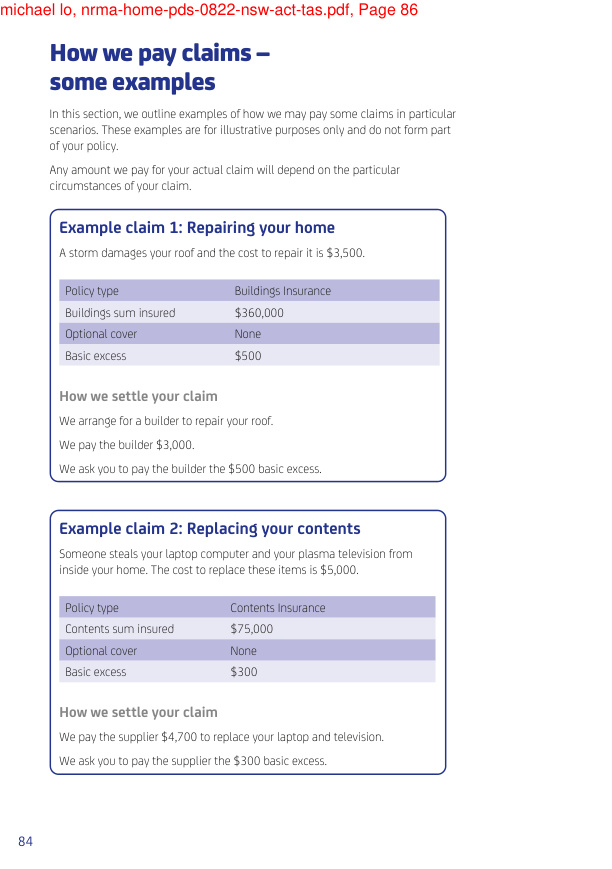 michael lo, nrma-home-pds-0822-nsw-act-tas.pdf, Page 86
How we pay claims –
some examples
In this section, we outline examples of how we may pay some claims in particular
scenarios. These examples are for illustrative purposes only and do not form part
of your policy.
Any amount we pay for your actual claim will depend on the particular
circumstances of your claim.
Example claim 1: Repairing your home
A storm damages your roof and the cost to repair it is $3,500.
Policy type Buildings Insurance
Buildings sum insured $360,000
Optional cover None
Basic excess $500
How we settle your claim
We arrange for a builder to repair your roof.
We pay the builder $3,000.
We ask you to pay the builder the $500 basic excess.
Example claim 2: Replacing your contents
Someone steals your laptop computer and your plasma television from
inside your home. The cost to replace these items is $5,000.
Policy type Contents Insurance
Contents sum insured $75,000
Optional cover None
Basic excess $300
How we settle your claim
We pay the supplier $4,700 to replace your laptop and television.
We ask you to pay the supplier the $300 basic excess.
84